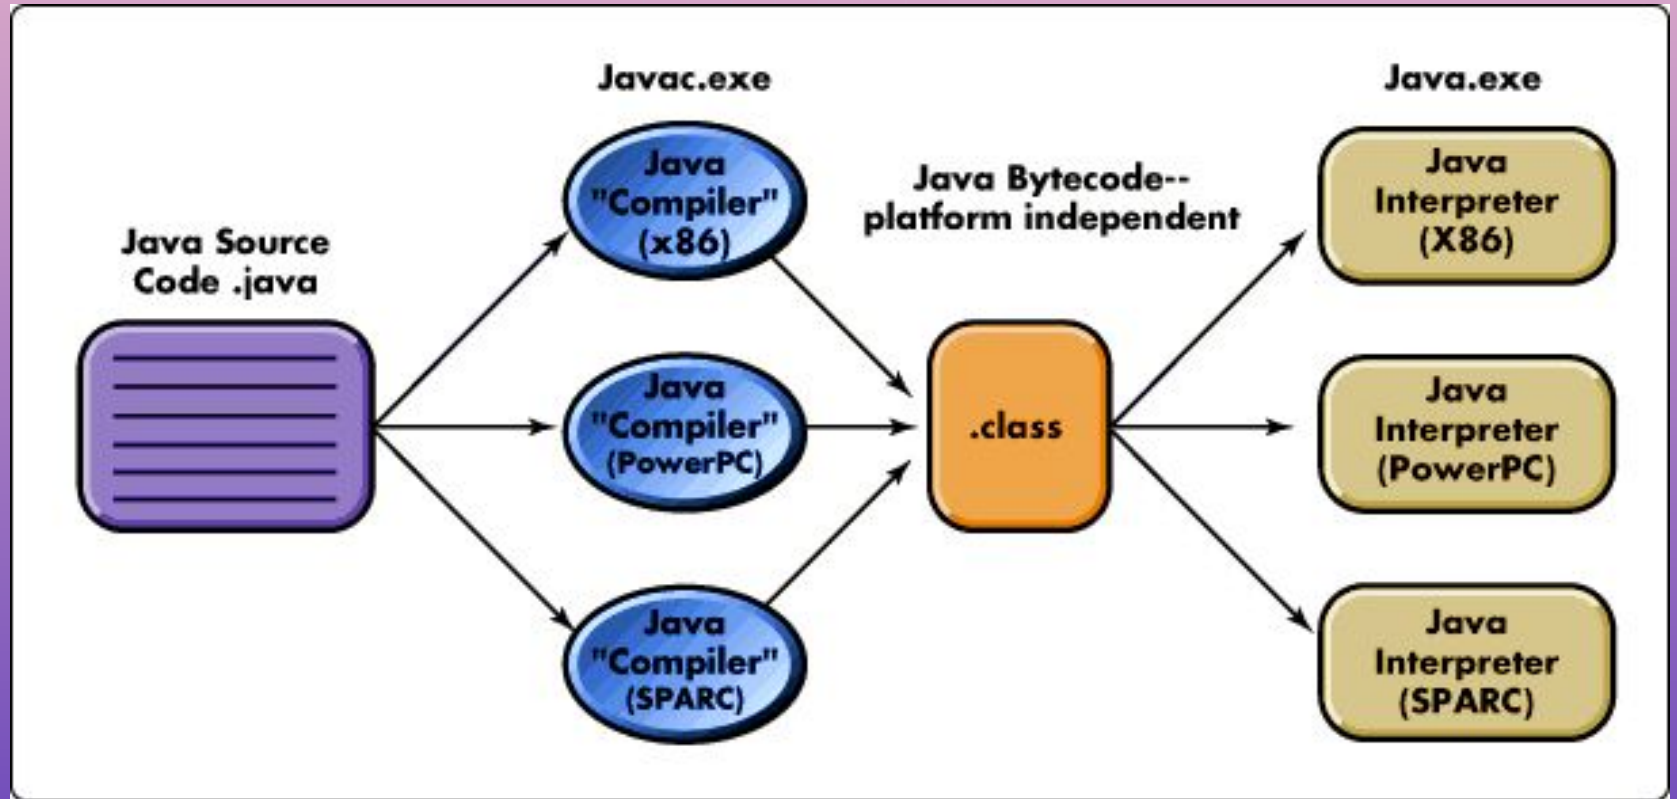 Java Source
Code .java
Javac.exe
Java
"Compiler"
(x86)
Java
"Compiler"
(PowerPC)
Java
"Compiler"
(SPARC)
Java Bytecode--
platform independent
.class
Java.exe
Java
Interpreter
(X86)
Java
Interpreter
(PowerPC)
Java
Interpreter
(SPARC)